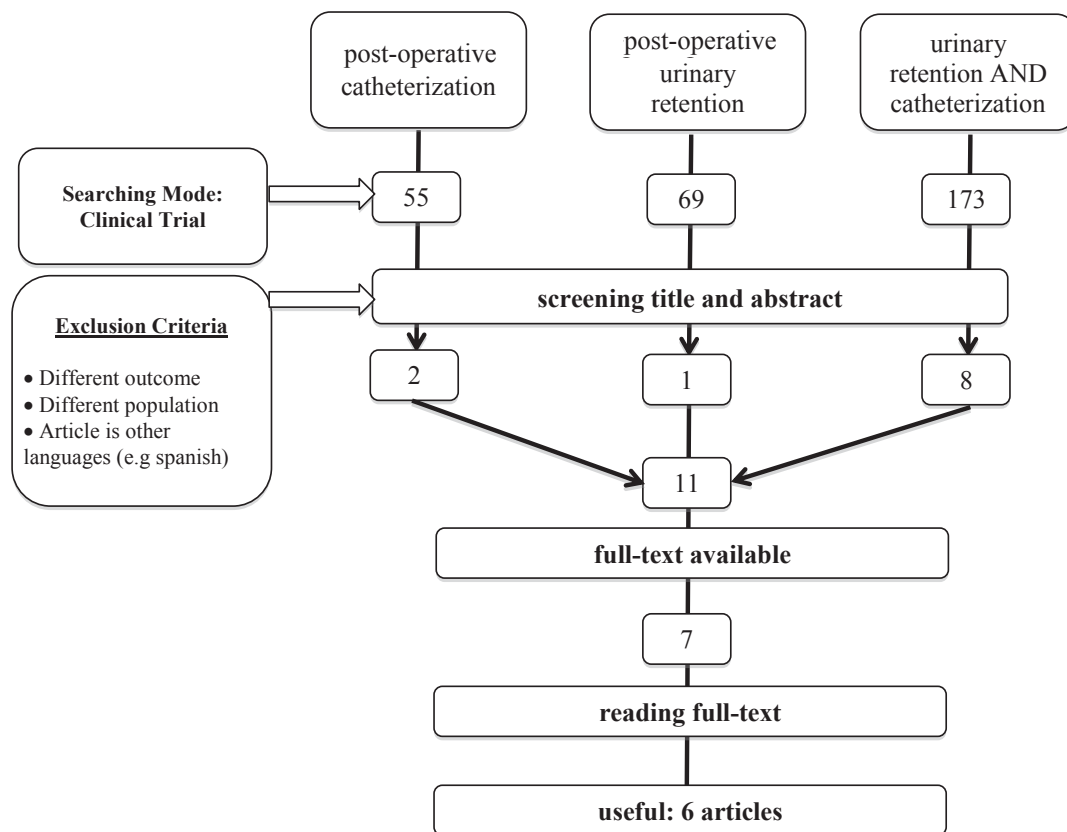 post-operative
catheterization
post-operative
urinary
retention
urinary
retention AND
catheterization
Searching Mode:
Clinical Trial
55
69
173
screening title and abstract
Exclusion Criteria
• Different outcome
• Different population
• Article is other
languages (e.g spanish)
2
1
8
11
full-text available
7
reading full-text
useful: 6 articles